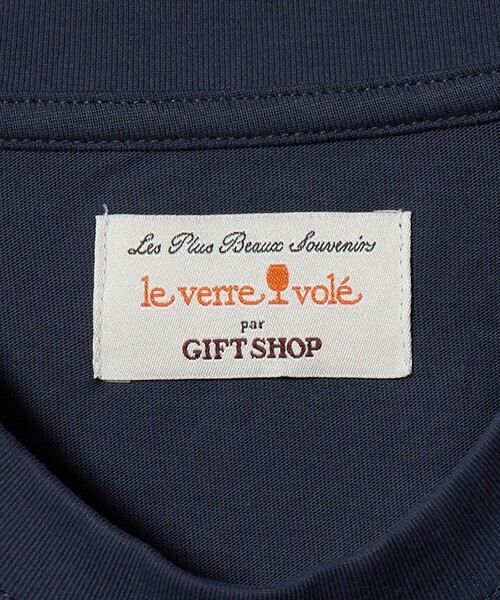 Les Plus Beaux Souvenirs
le verre volé
par
GIFT SHOP